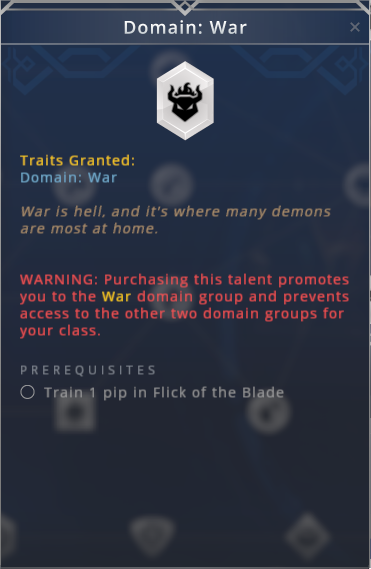 Domain: War
Traits Granted:
Domain: War
War is hell, and it's where many demons
are most at home.
WARNING: Purchasing this talent promotes
you to the War domain group and prevents
access to the other two domain groups for
your class.
PREREQUISITES
Train 1 pip in Flick of the Blade